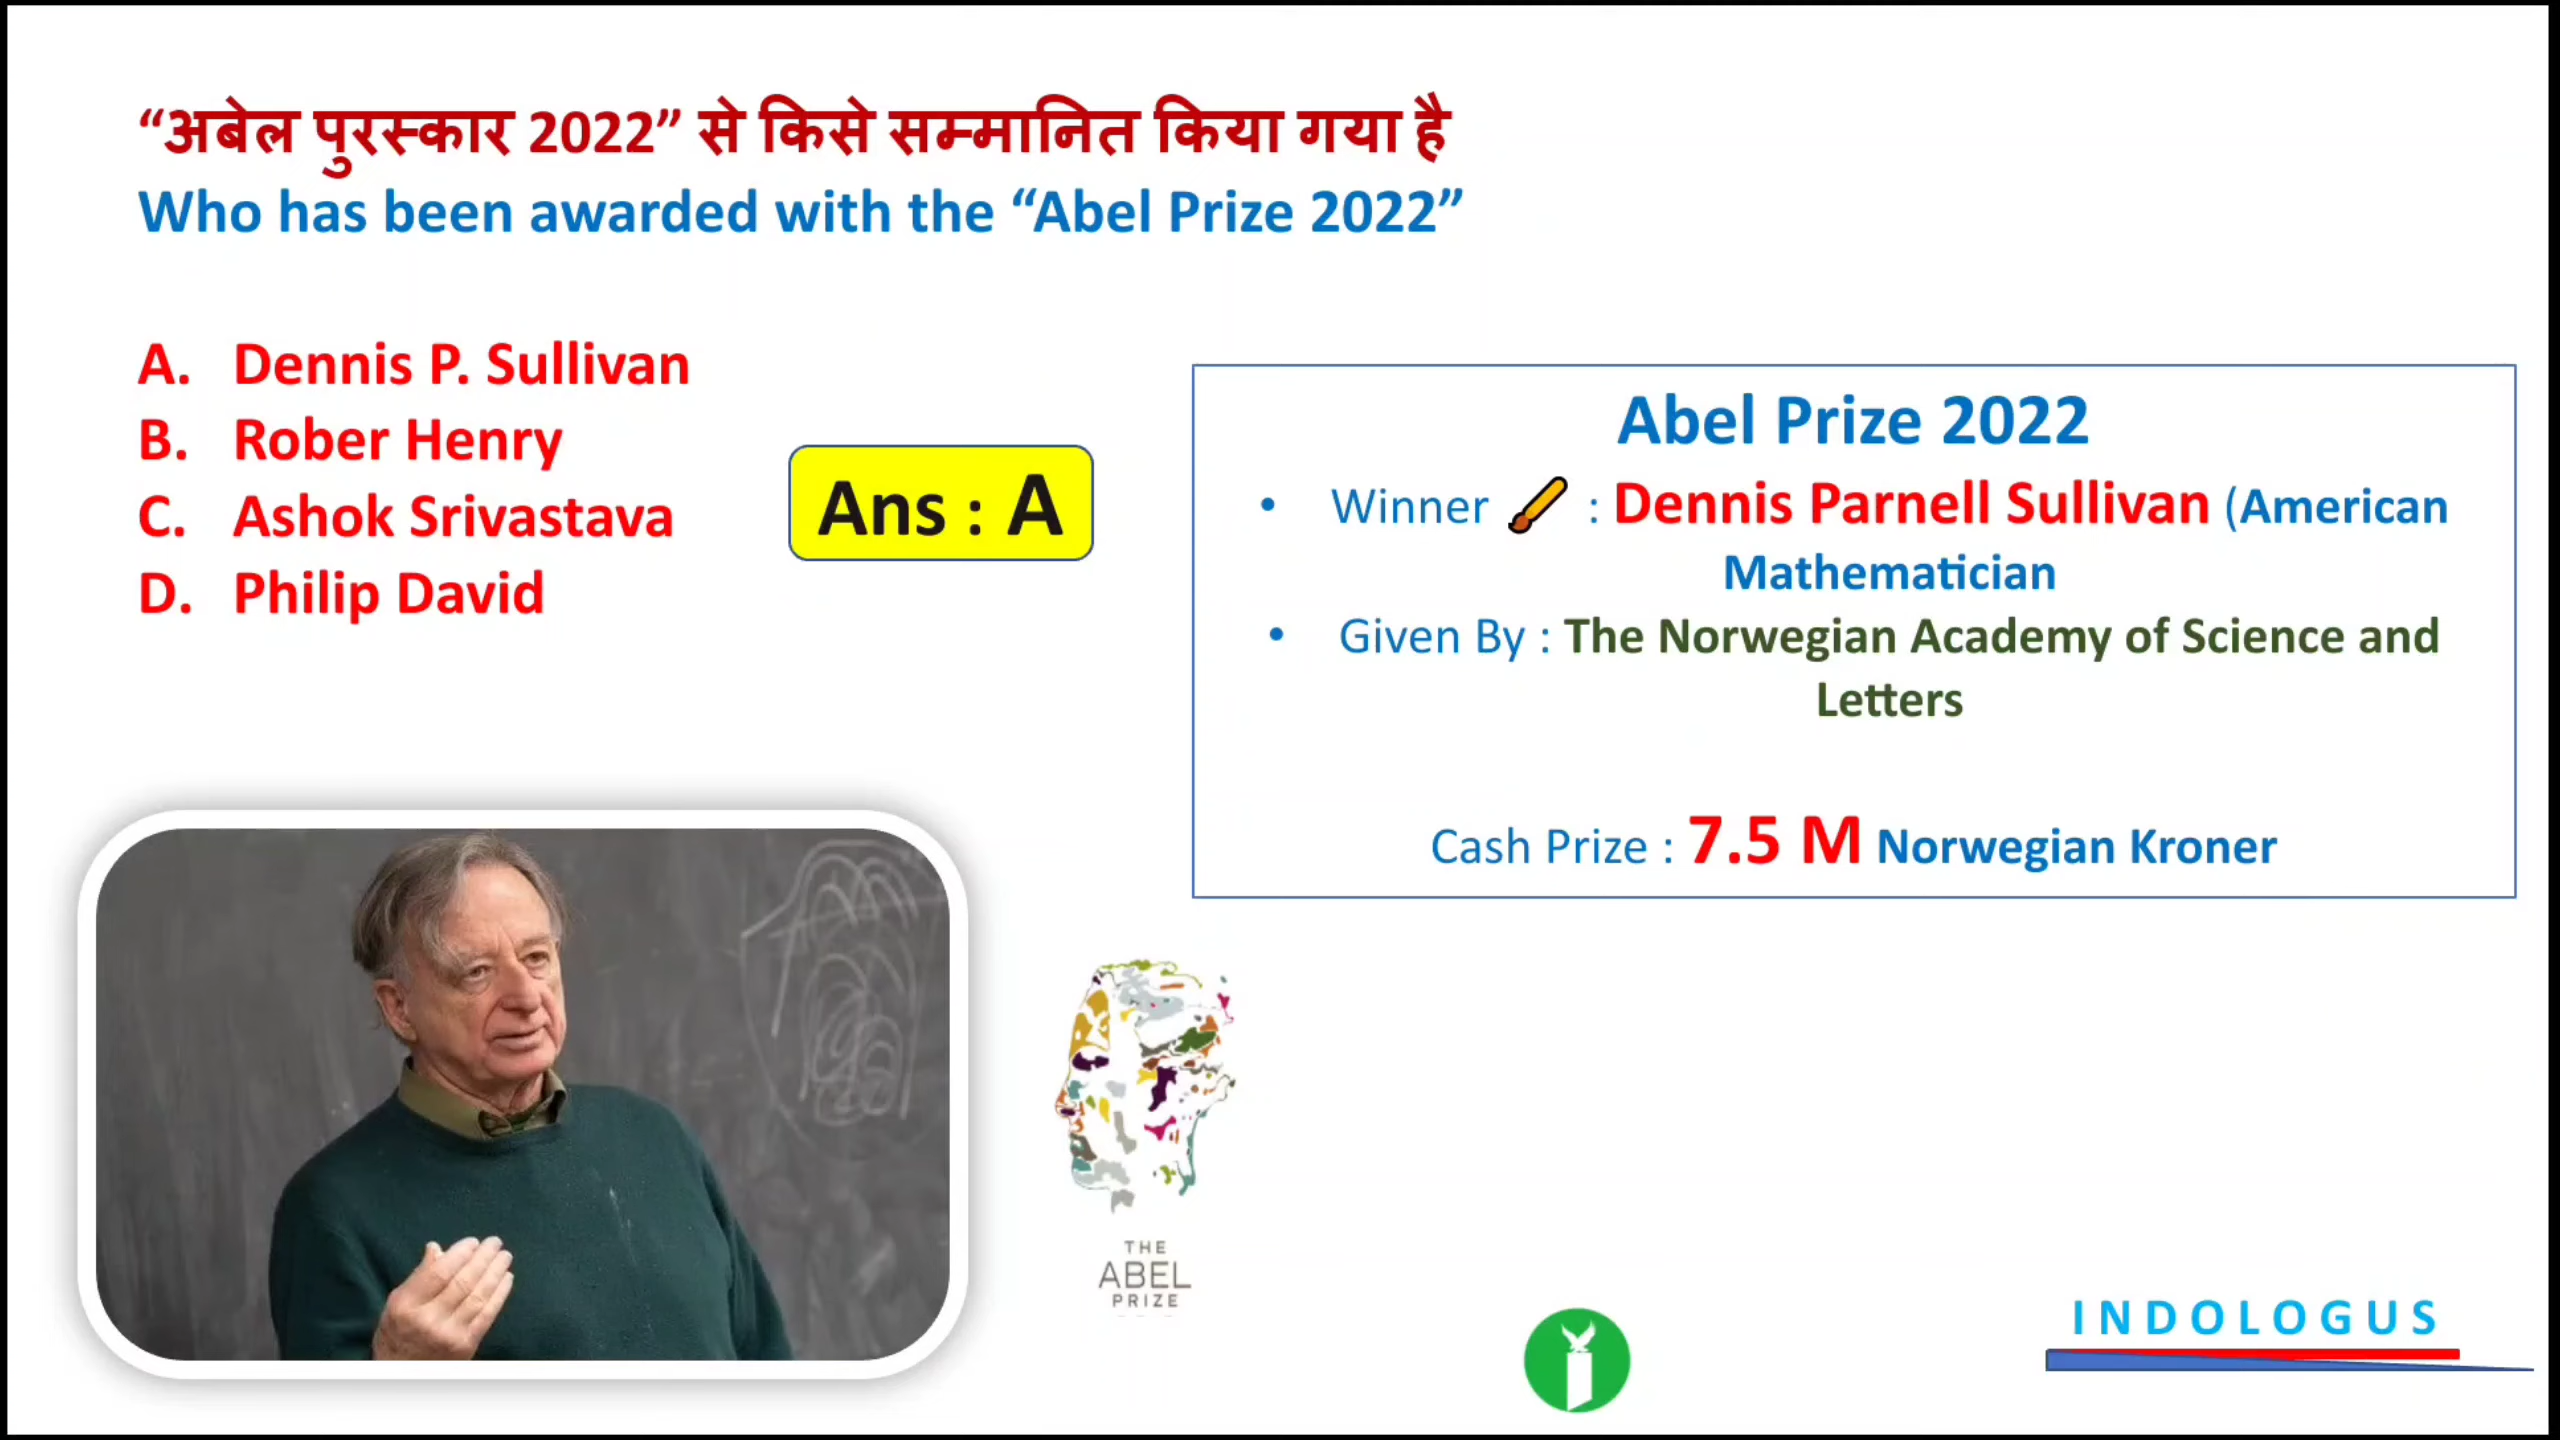 “अबेल पुरस्कार 2022” से किसे सम्मानित किया गया है
Who has been awarded with the “Abel Prize 2022”
A. Dennis P. Sullivan
B. Rober Henry
C. Ashok Srivastava
D. Philip David
Ans : A
Abel Prize 2022
• Winner : Dennis Parnell Sullivan (American
Mathematician
• Given By : The Norwegian Academy of Science and
Letters
Cash Prize : 7.5 M Norwegian Kroner
THE
ABEL
PRIZE
INDOLOGUS